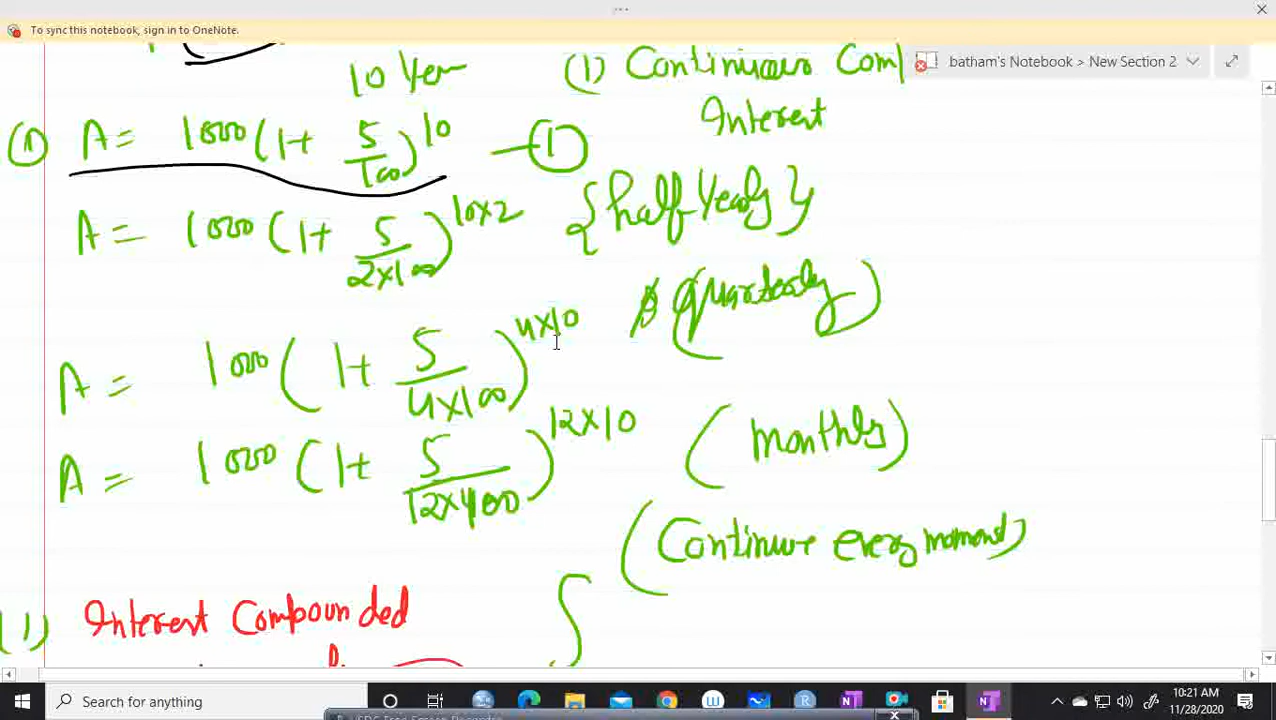 To sync this notebook, sign in to OneNote.
batham's Notebook > New Section 2
10 Year
(1) Continuous Com
Interest
(1) A = 1000 (1 + 5/100)^10 — (1)
A = 1000 (1 + 5/2×100)^10×2 {half Yearly}
A = 1000 (1 + 5/4×100)^4×10 (quarterly)
A = 1000 (1 + 5/12×100)^12×10 (monthly)
(Continue every moment)
(1) Interest Compounded
Search for anything
10:21 AM
11/28/2020